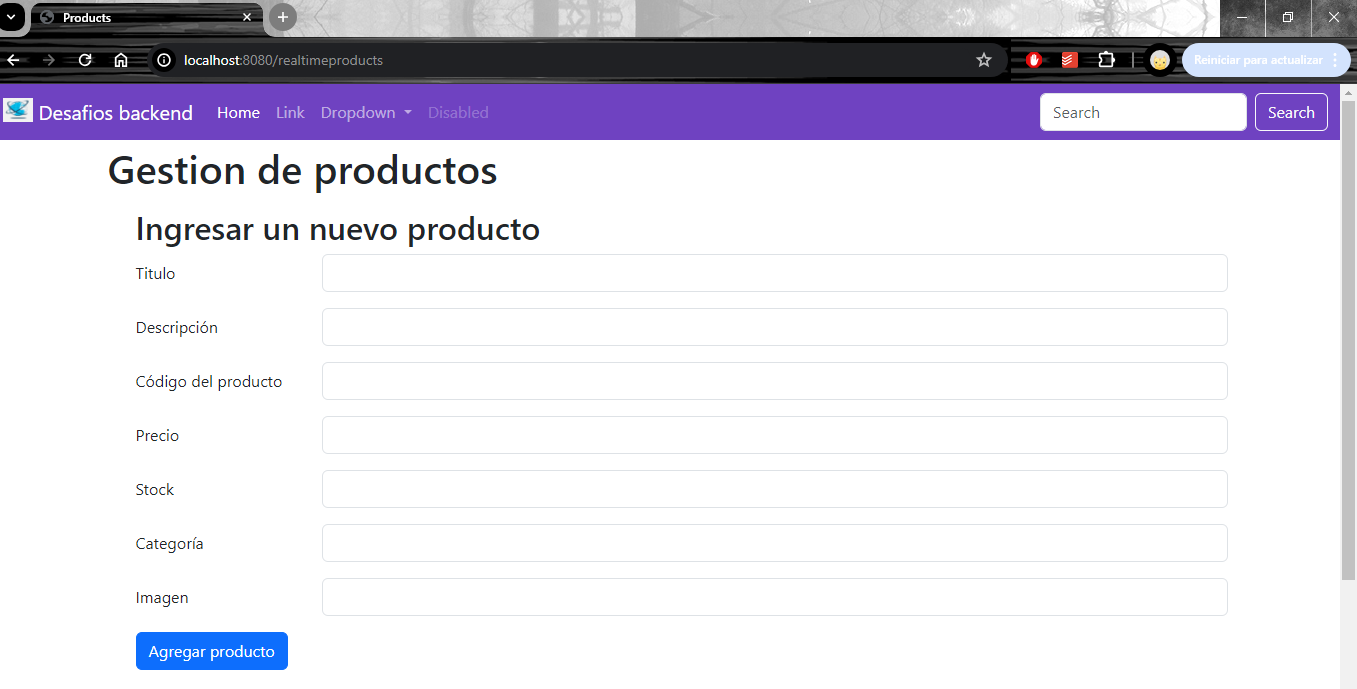 Products
localhost:8080/realtimeproducts
Reiniciar para actualizar
Desafios backend Home Link Dropdown Disabled Search Search
Gestion de productos
Ingresar un nuevo producto
Titulo
Descripción
Código del producto
Precio
Stock
Categoría
Imagen
Agregar producto